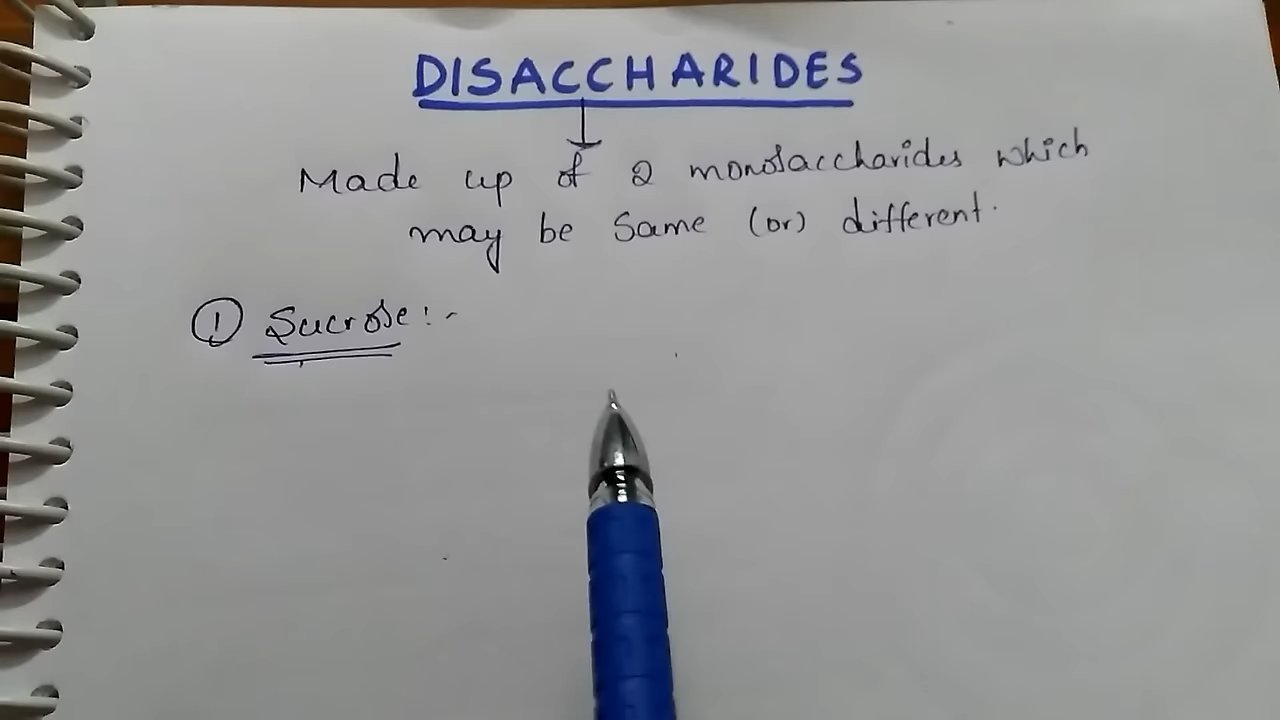 DISACCHARIDES
Made up of 2 monosaccharides which
may be Same (or) different.
① Sucrose:-